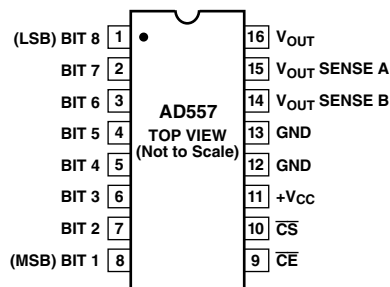 (LSB) BIT 8 1 16 VOUT
BIT 7 2 15 VOUT SENSE A
BIT 6 3 14 VOUT SENSE B
AD557
BIT 5 4 13 GND
TOP VIEW
(Not to Scale)
BIT 4 5 12 GND
BIT 3 6 11 +VCC
BIT 2 7 10 C̅S̅
(MSB) BIT 1 8 9 C̅E̅